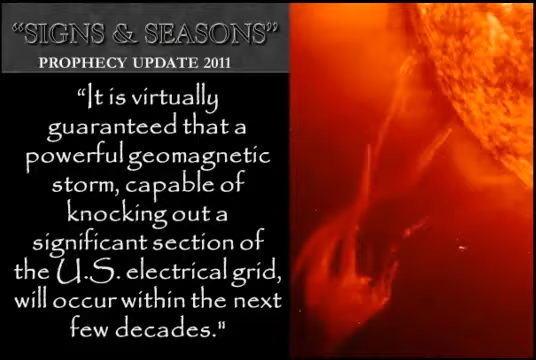 “SIGNS & SEASONS”
PROPHECY UPDATE 2011
“It is virtually
guaranteed that a
powerful geomagnetic
storm, capable of
knocking out a
significant section of
the U.S. electrical grid,
will occur within the next
few decades."